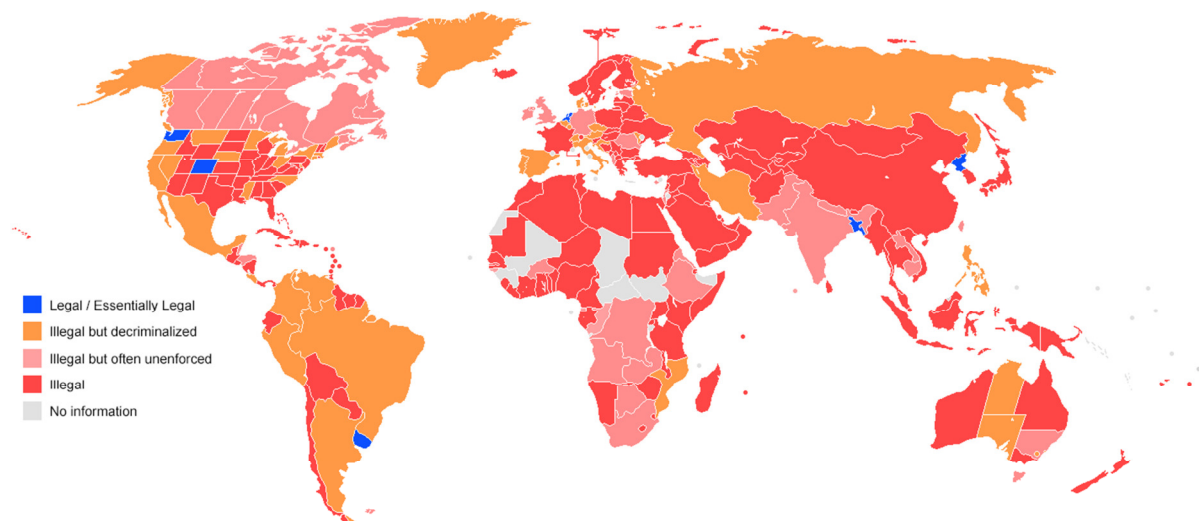 Legal / Essentially Legal
Illegal but decriminalized
Illegal but often unenforced
Illegal
No information